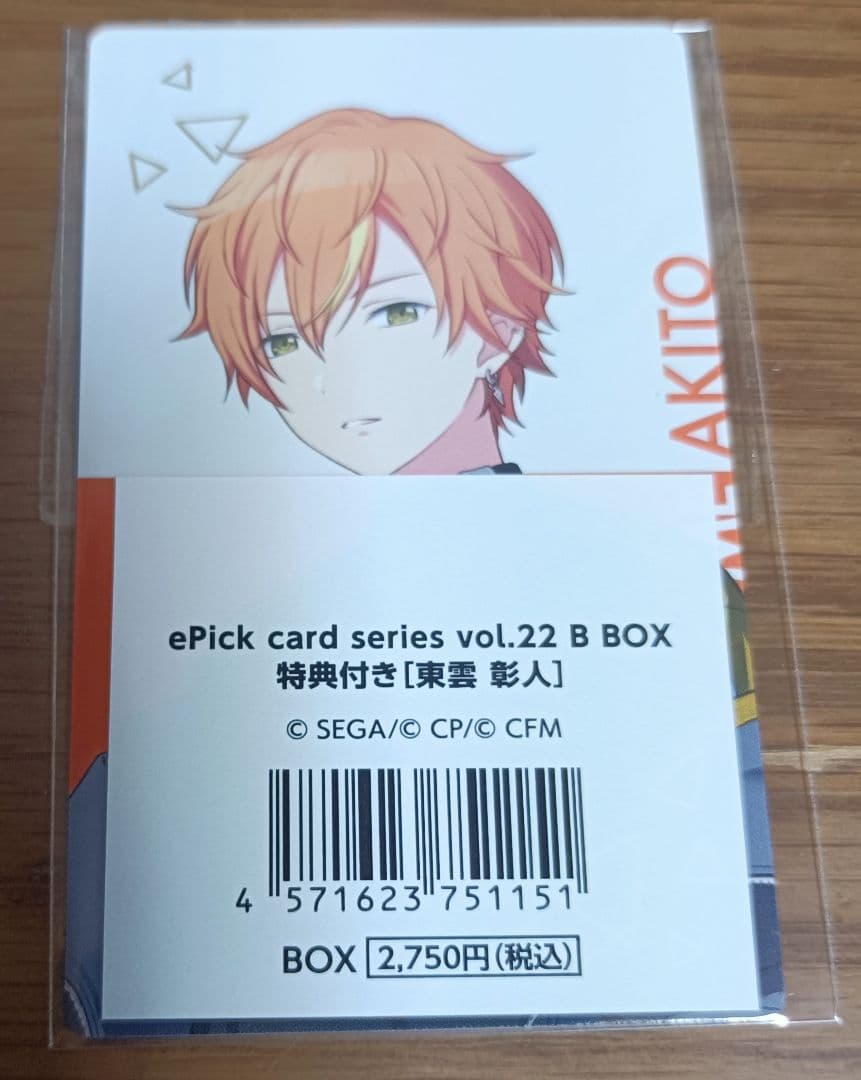 AKITO
ePick card series vol.22 B BOX
特典付き[東雲 彰人]
© SEGA/© CP/© CFM
4 571623 751151
BOX 2,750円(税込)